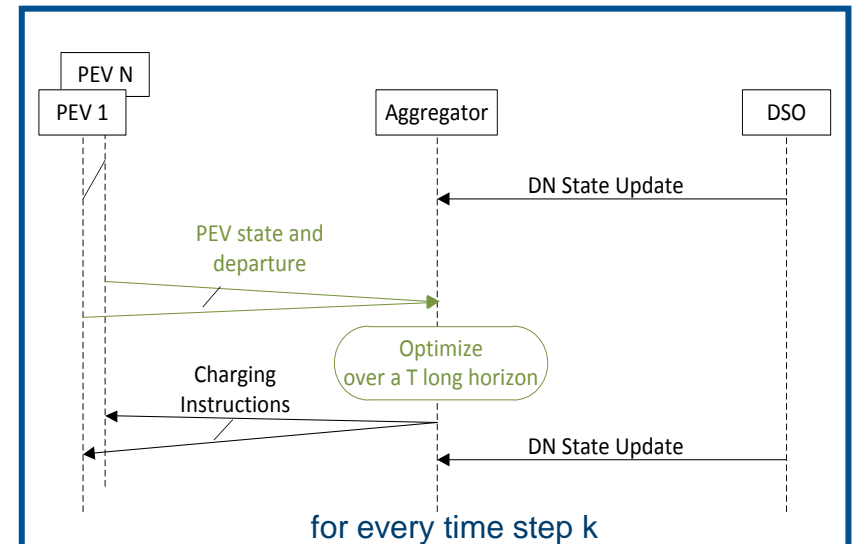 PEV N
PEV 1
Aggregator
DSO
DN State Update
PEV state and
departure
Optimize
over a T long horizon
Charging
Instructions
DN State Update
for every time step k